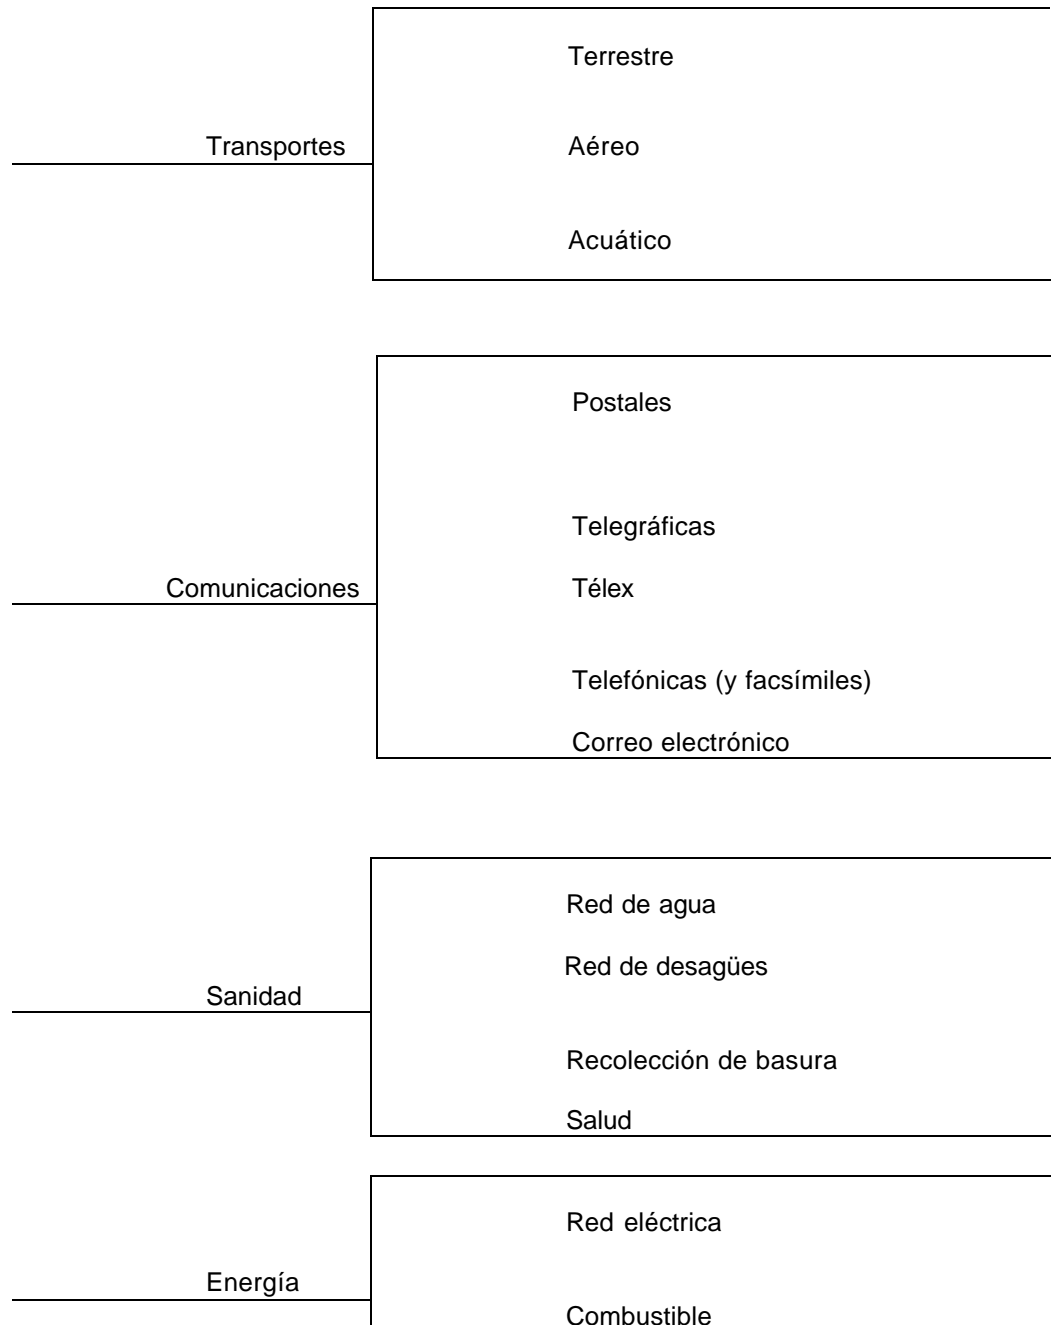 Terrestre
Transportes
Aéreo
Acuático
Postales
Telegráficas
Comunicaciones
Télex
Telefónicas (y facsímiles)
Correo electrónico
Red de agua
Red de desagües
Sanidad
Recolección de basura
Salud
Red eléctrica
Energía
Combustible